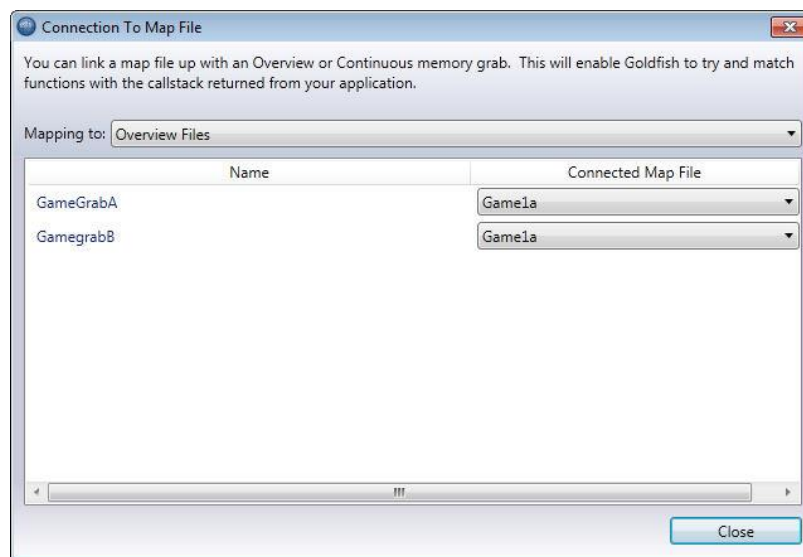 Connection To Map File
You can link a map file up with an Overview or Continuous memory grab.  This will enable Goldfish to try and match
functions with the callstack returned from your application.
Mapping to: Overview Files
Name Connected Map File
GameGrabA Game1a
GamegrabB Game1a
Close